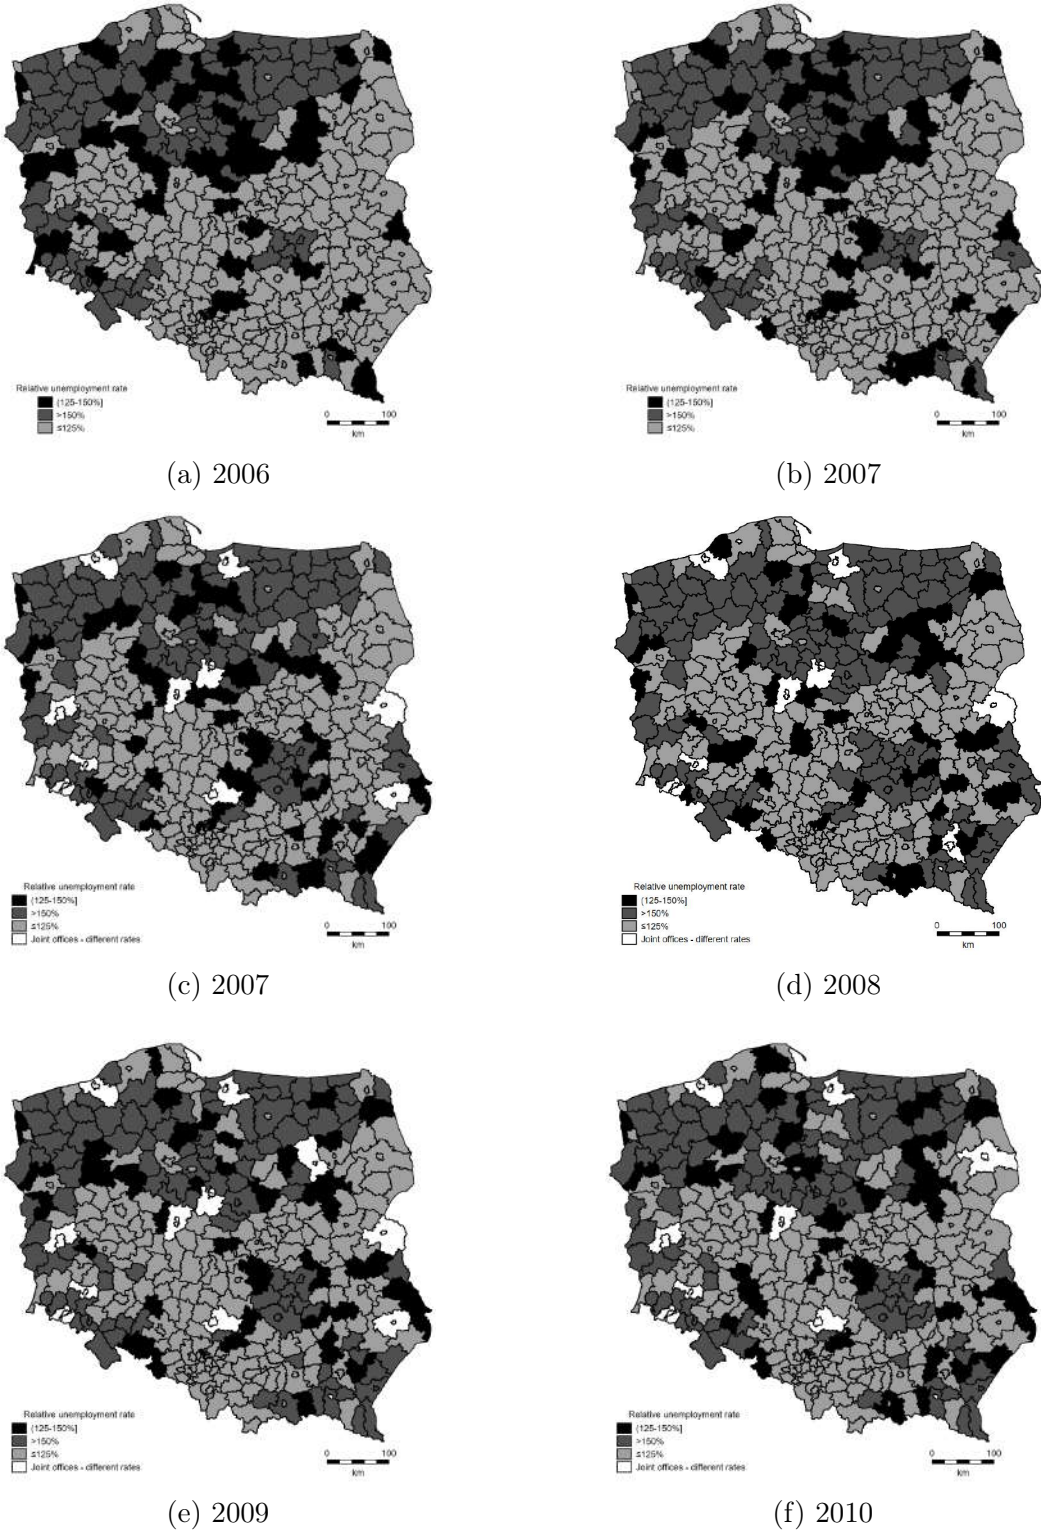 Relative unemployment rate
(125-150%]
>150%
≤125%
0 100
km
(a) 2006
Relative unemployment rate
(125-150%]
>150%
≤125%
0 100
km
(b) 2007
Relative unemployment rate
(125-150%]
>150%
≤125%
Joint offices - different rates
0 100
km
(c) 2007
Relative unemployment rate
(125-150%]
>150%
≤125%
Joint offices - different rates
0 100
km
(d) 2008
Relative unemployment rate
(125-150%]
>150%
≤125%
Joint offices - different rates
0 100
km
(e) 2009
Relative unemployment rate
(125-150%]
>150%
≤125%
Joint offices - different rates
0 100
km
(f) 2010